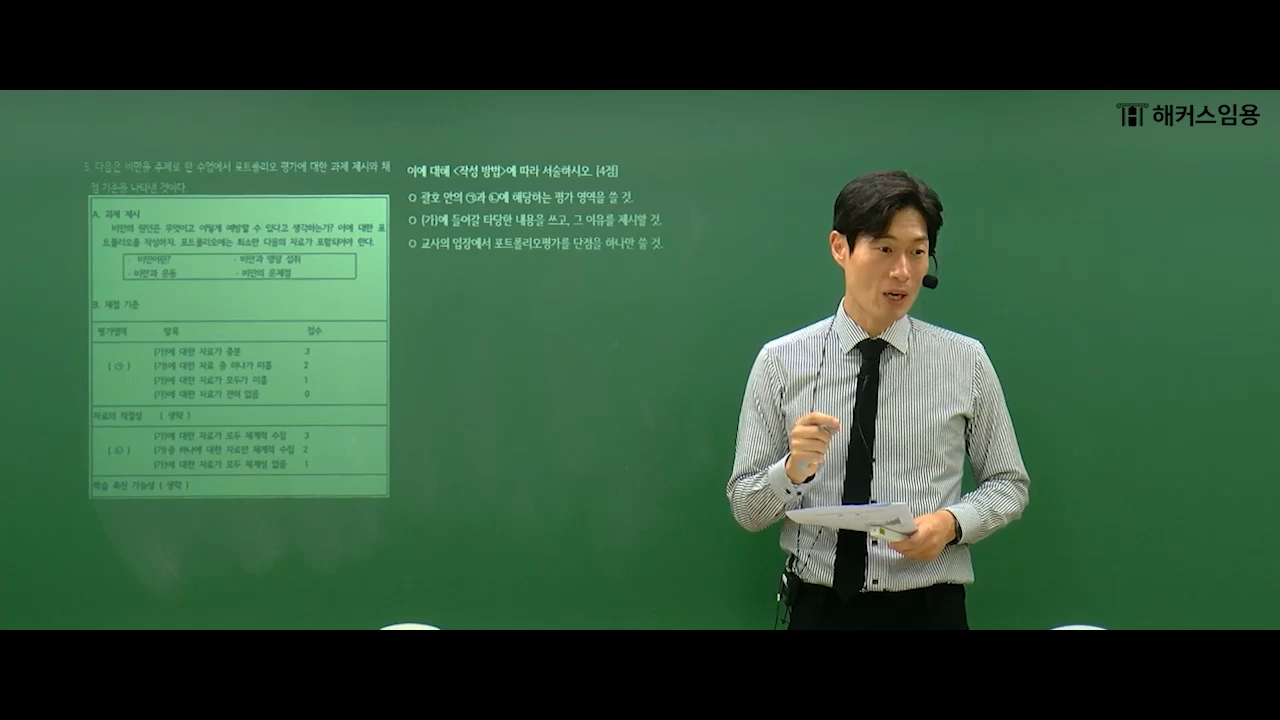 해커스임용
5. 다음은 비만을 주제로 한 수업에서 포트폴리오 평가에 대한 과제 제시와 채
점 기준을 나타낸 것이다.
A. 과제 제시
비만의 원인은 무엇이고 어떻게 예방할 수 있다고 생각하는가? 이에 대한 포
트폴리오를 작성하자. 포트폴리오에는 최소한 다음의 자료가 포함되어야 한다.
· 비만이란? · 비만과 영양 섭취
· 비만과 운동 · 비만의 문제점
B. 채점 기준
평가영역 항목 점수
(가)에 대한 자료가 충분 3
( ㉠ ) (가)에 대한 자료 중 하나가 미흡 2
(가)에 대한 자료가 모두가 미흡 1
(가)에 대한 자료가 전혀 없음 0
자료의 적절성 ( 생략 )
(가)에 대한 자료가 모두 체계적 수집 3
( ㉡ ) (가) 중 하나에 대한 자료만 체계적 수집 2
(가)에 대한 자료가 모두 체계성 없음 1
학습 촉진 가능성 ( 생략 )
이에 대해 <작성 방법>에 따라 서술하시오. [4점]
ㅇ 괄호 안의 ㉠과 ㉡에 해당하는 평가 영역을 쓸 것.
ㅇ (가)에 들어갈 타당한 내용을 쓰고, 그 이유를 제시할 것.
ㅇ 교사의 입장에서 포트폴리오평가를 단점을 하나만 쓸 것.